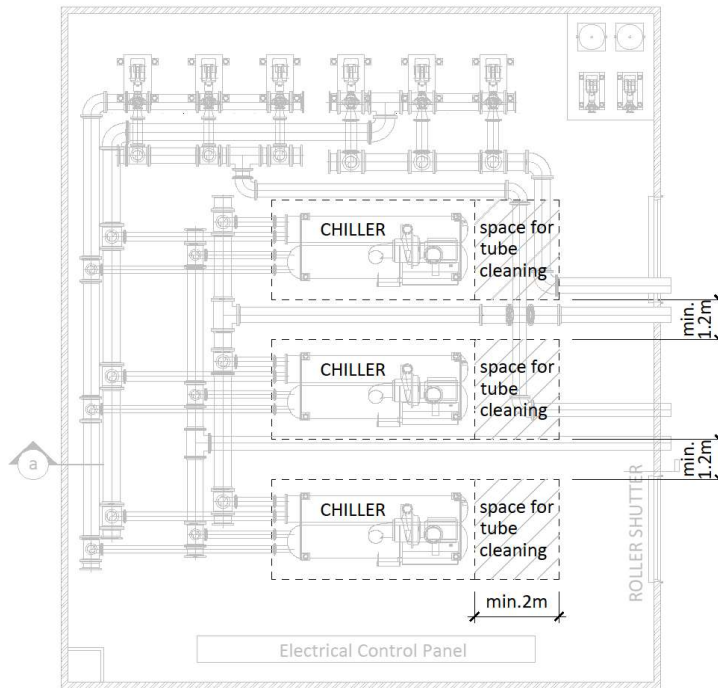 CHILLER
space for
tube
cleaning
min.
1.2m
CHILLER
space for
tube
cleaning
min.
1.2m
a
CHILLER
space for
tube
cleaning
ROLLER SHUTTER
min.2m
Electrical Control Panel